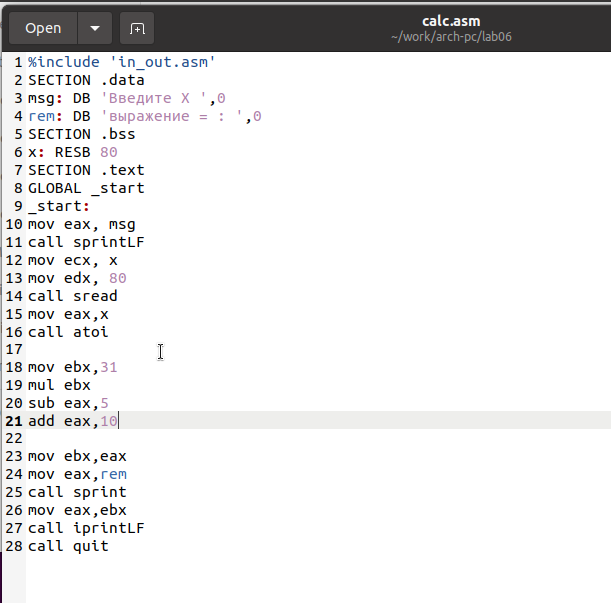 Open
calc.asm
~/work/arch-pc/lab06
1 %include 'in_out.asm'
2 SECTION .data
3 msg: DB 'Введите X ',0
4 rem: DB 'выражение = : ',0
5 SECTION .bss
6 x: RESB 80
7 SECTION .text
8 GLOBAL _start
9 _start:
10 mov eax, msg
11 call sprintLF
12 mov ecx, x
13 mov edx, 80
14 call sread
15 mov eax,x
16 call atoi
17
18 mov ebx,31
19 mul ebx
20 sub eax,5
21 add eax,10
22
23 mov ebx,eax
24 mov eax,rem
25 call sprint
26 mov eax,ebx
27 call iprintLF
28 call quit